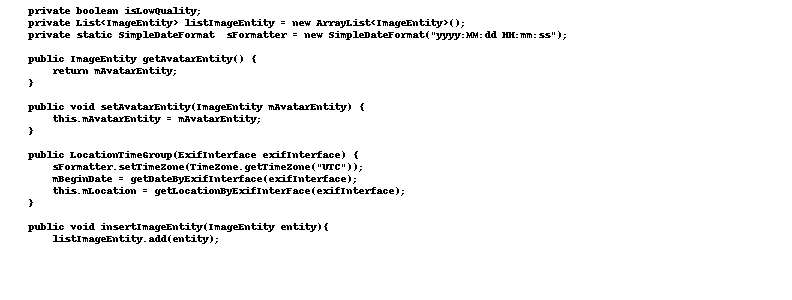 private boolean isLowQuality;
private List<ImageEntity> listImageEntity = new ArrayList<ImageEntity>();
private static SimpleDateFormat  sFormatter = new SimpleDateFormat("yyyy:MM:dd HH:mm:ss");

public ImageEntity getAvatarEntity() {
    return mAvatarEntity;
}

public void setAvatarEntity(ImageEntity mAvatarEntity) {
    this.mAvatarEntity = mAvatarEntity;
}

public LocationTimeGroup(ExifInterface exifInterface) {
    sFormatter.setTimeZone(TimeZone.getTimeZone("UTC"));
    mBeginDate = getDateByExifInterface(exifInterface);
    this.mLocation = getLocationByExifInterFace(exifInterface);
}

public void insertImageEntity(ImageEntity entity){
    listImageEntity.add(entity);